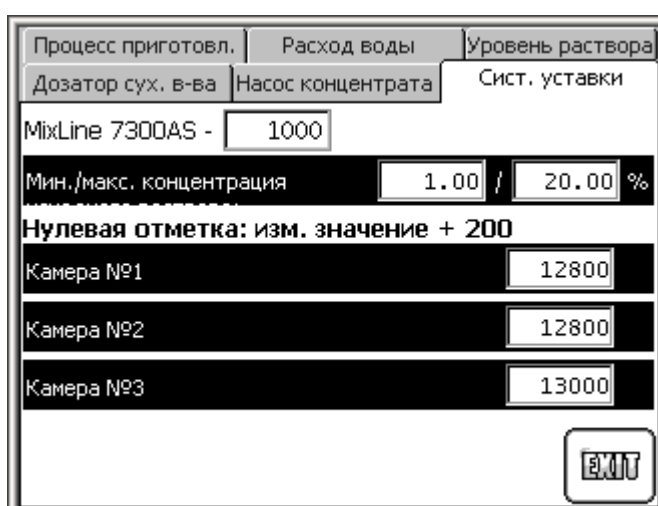 Процесс приготовл. Расход воды Уровень раствора
Дозатор сух. в-ва Насос концентрата Сист. уставки
MixLine 7300AS - 1000
Мин./макс. концентрация 1.00 / 20.00 %
Нулевая отметка: изм. значение + 200
Камера №1 12800
Камера №2 12800
Камера №3 13000
EXIT